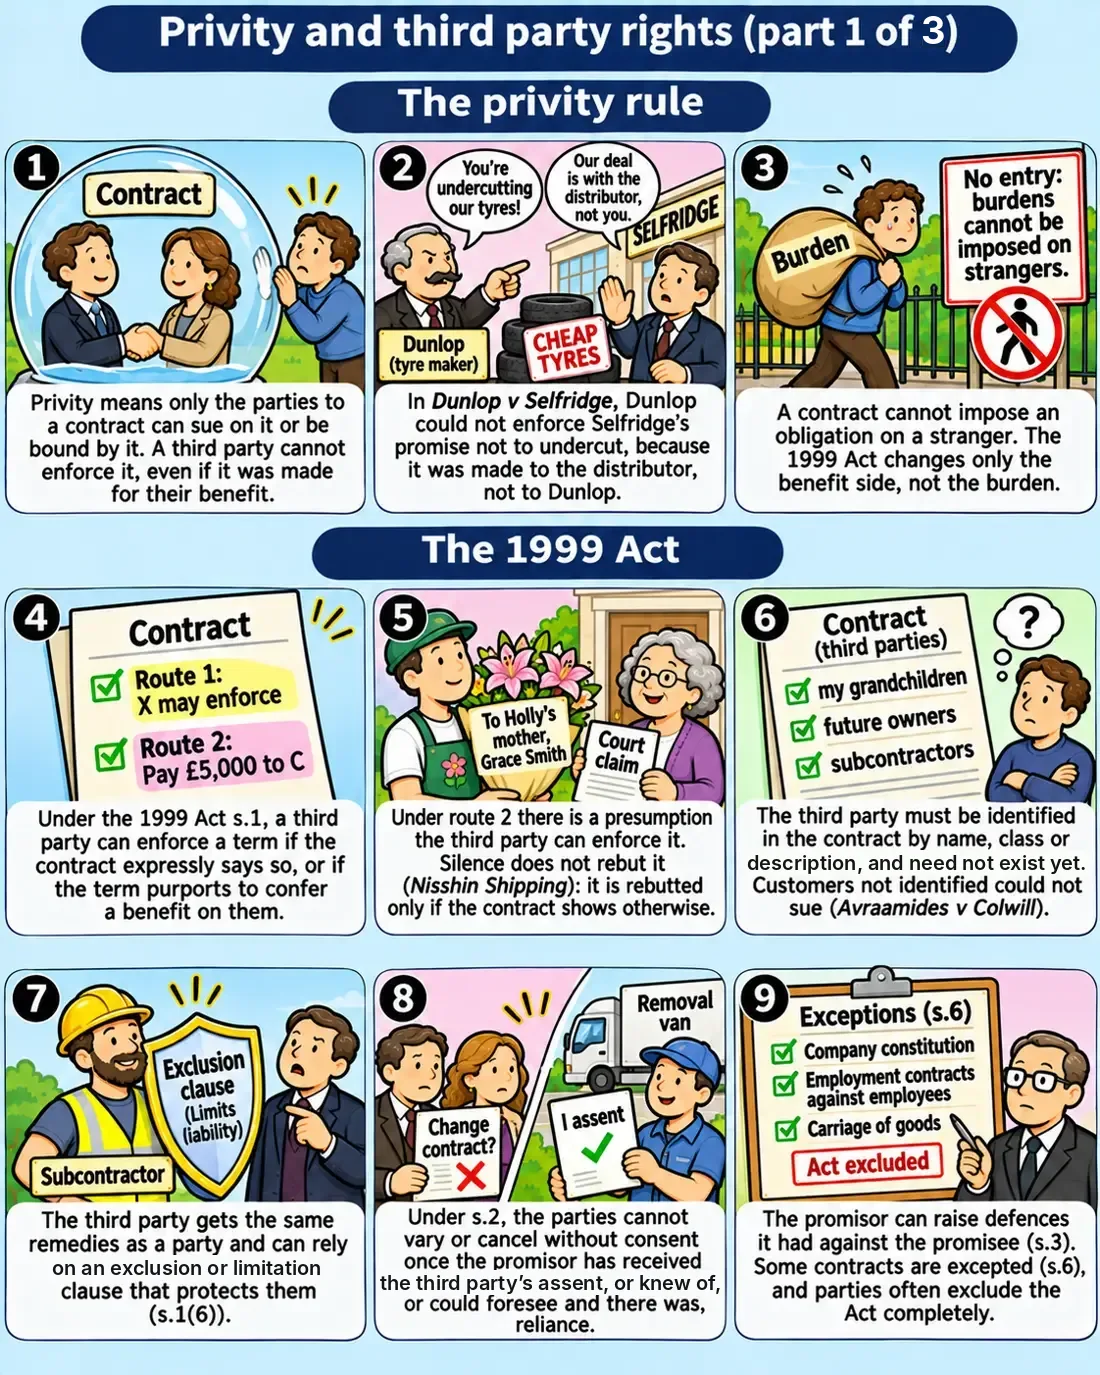 Privity and third party rights (part 1 of 3)
The privity rule
1
Contract
Privity means only the parties to
a contract can sue on it or be
bound by it. A third party cannot
enforce it, even if it was made
for their benefit.
2
You're
undercutting
our tyres!
Our deal
is with the
distributor,
not you.
SELFRIDGE
Dunlop
(tyre maker)
CHEAP
TYRES
In Dunlop v Selfridge, Dunlop
could not enforce Selfridge's
promise not to undercut, because
it was made to the distributor,
not to Dunlop.
3
Burden
No entry:
burdens
cannot be
imposed on
strangers.
A contract cannot impose an
obligation on a stranger. The
1999 Act changes only the
benefit side, not the burden.
The 1999 Act
4
Contract
Route 1:
X may enforce
Route 2:
Pay £5,000 to C
Under the 1999 Act s.1, a third
party can enforce a term if the
contract expressly says so, or if
the term purports to confer
a benefit on them.
5
To Holly's
mother,
Grace Smith
Court
claim
Under route 2 there is a presumption
the third party can enforce it.
Silence does not rebut it
(Nisshin Shipping): it is rebutted
only if the contract shows otherwise.
6
Contract
(third parties)
my grandchildren
future owners
subcontractors
?
The third party must be identified
in the contract by name, class or
description, and need not exist yet.
Customers not identified could not
sue (Avraamides v Colwill).
7
Exclusion
clause
(Limits
liability)
Subcontractor
The third party gets the same
remedies as a party and can rely
on an exclusion or limitation
clause that protects them
(s.1(6)).
8
Change
contract?
Removal
van
I assent
Under s.2, the parties cannot
vary or cancel without consent
once the promisor has received
the third party's assent, or knew of,
or could foresee and there was,
reliance.
9
Exceptions (s.6)
Company constitution
Employment contracts
against employees
Carriage of goods
Act excluded
The promisor can raise defences
it had against the promisee (s.3).
Some contracts are excepted (s.6),
and parties often exclude the
Act completely.